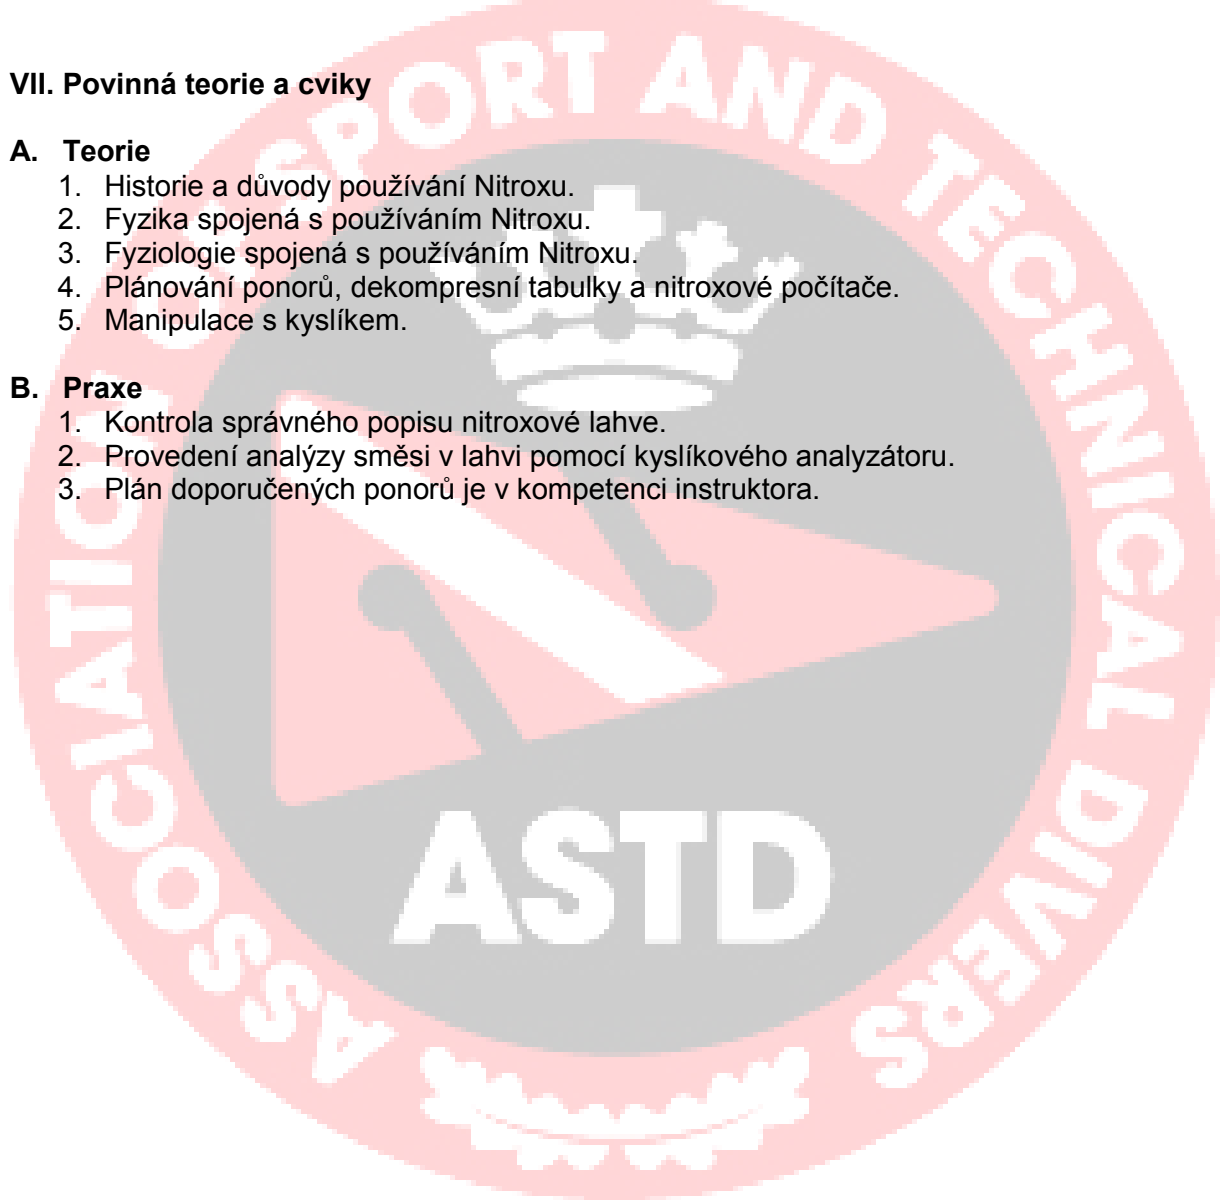 VII. Povinná teorie a cviky
A. Teorie
1. Historie a důvody používání Nitroxu.
2. Fyzika spojená s používáním Nitroxu.
3. Fyziologie spojená s používáním Nitroxu.
4. Plánování ponorů, dekompresní tabulky a nitroxové počítače.
5. Manipulace s kyslíkem.
B. Praxe
1. Kontrola správného popisu nitroxové lahve.
2. Provedení analýzy směsi v lahvi pomocí kyslíkového analyzátoru.
3. Plán doporučených ponorů je v kompetenci instruktora.
ASSOCIATION OF SPORT AND TECHNICAL DIVERS
ASTD